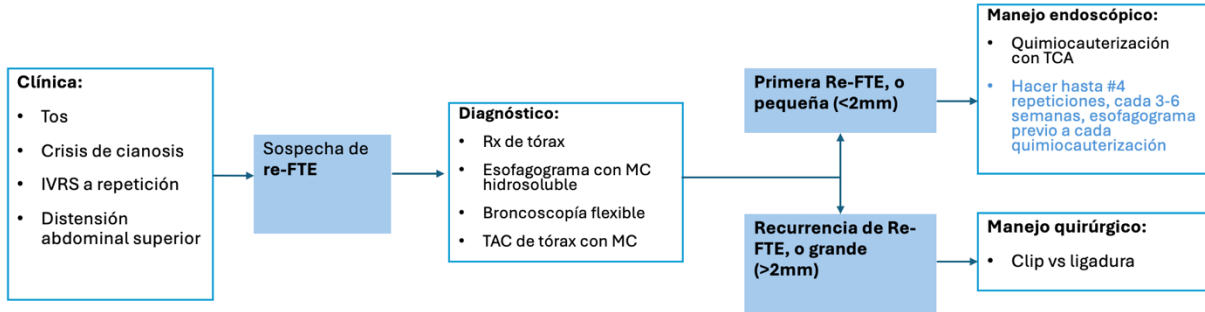 Clínica:
• Tos
• Crisis de cianosis
• IVRS a repetición
• Distensión
abdominal superior
Sospecha de
re-FTE
Diagnóstico:
• Rx de tórax
• Esofagograma con MC
hidrosoluble
• Broncoscopía flexible
• TAC de tórax con MC
Primera Re-FTE, o
pequeña (<2mm)
Recurrencia de Re-
FTE, o grande
(>2mm)
Manejo endoscópico:
• Quimiocauterización
con TCA
• Hacer hasta #4
repeticiones, cada 3-6
semanas, esofagograma
previo a cada
quimiocauterización
Manejo quirúrgico:
• Clip vs ligadura